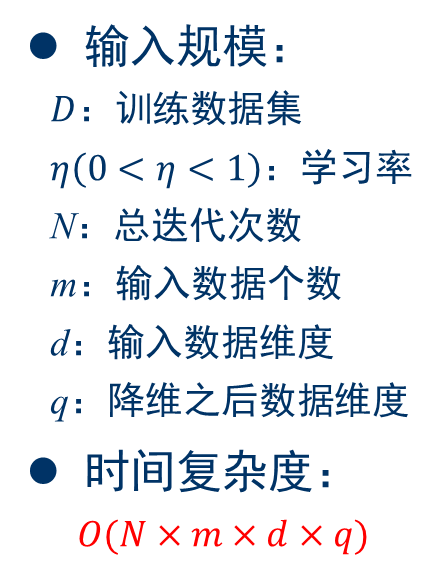 ● 输入规模：
D：训练数据集
η(0 < η < 1)：学习率
N：总迭代次数
m：输入数据个数
d：输入数据维度
q：降维之后数据维度
● 时间复杂度：
O(N × m × d × q)